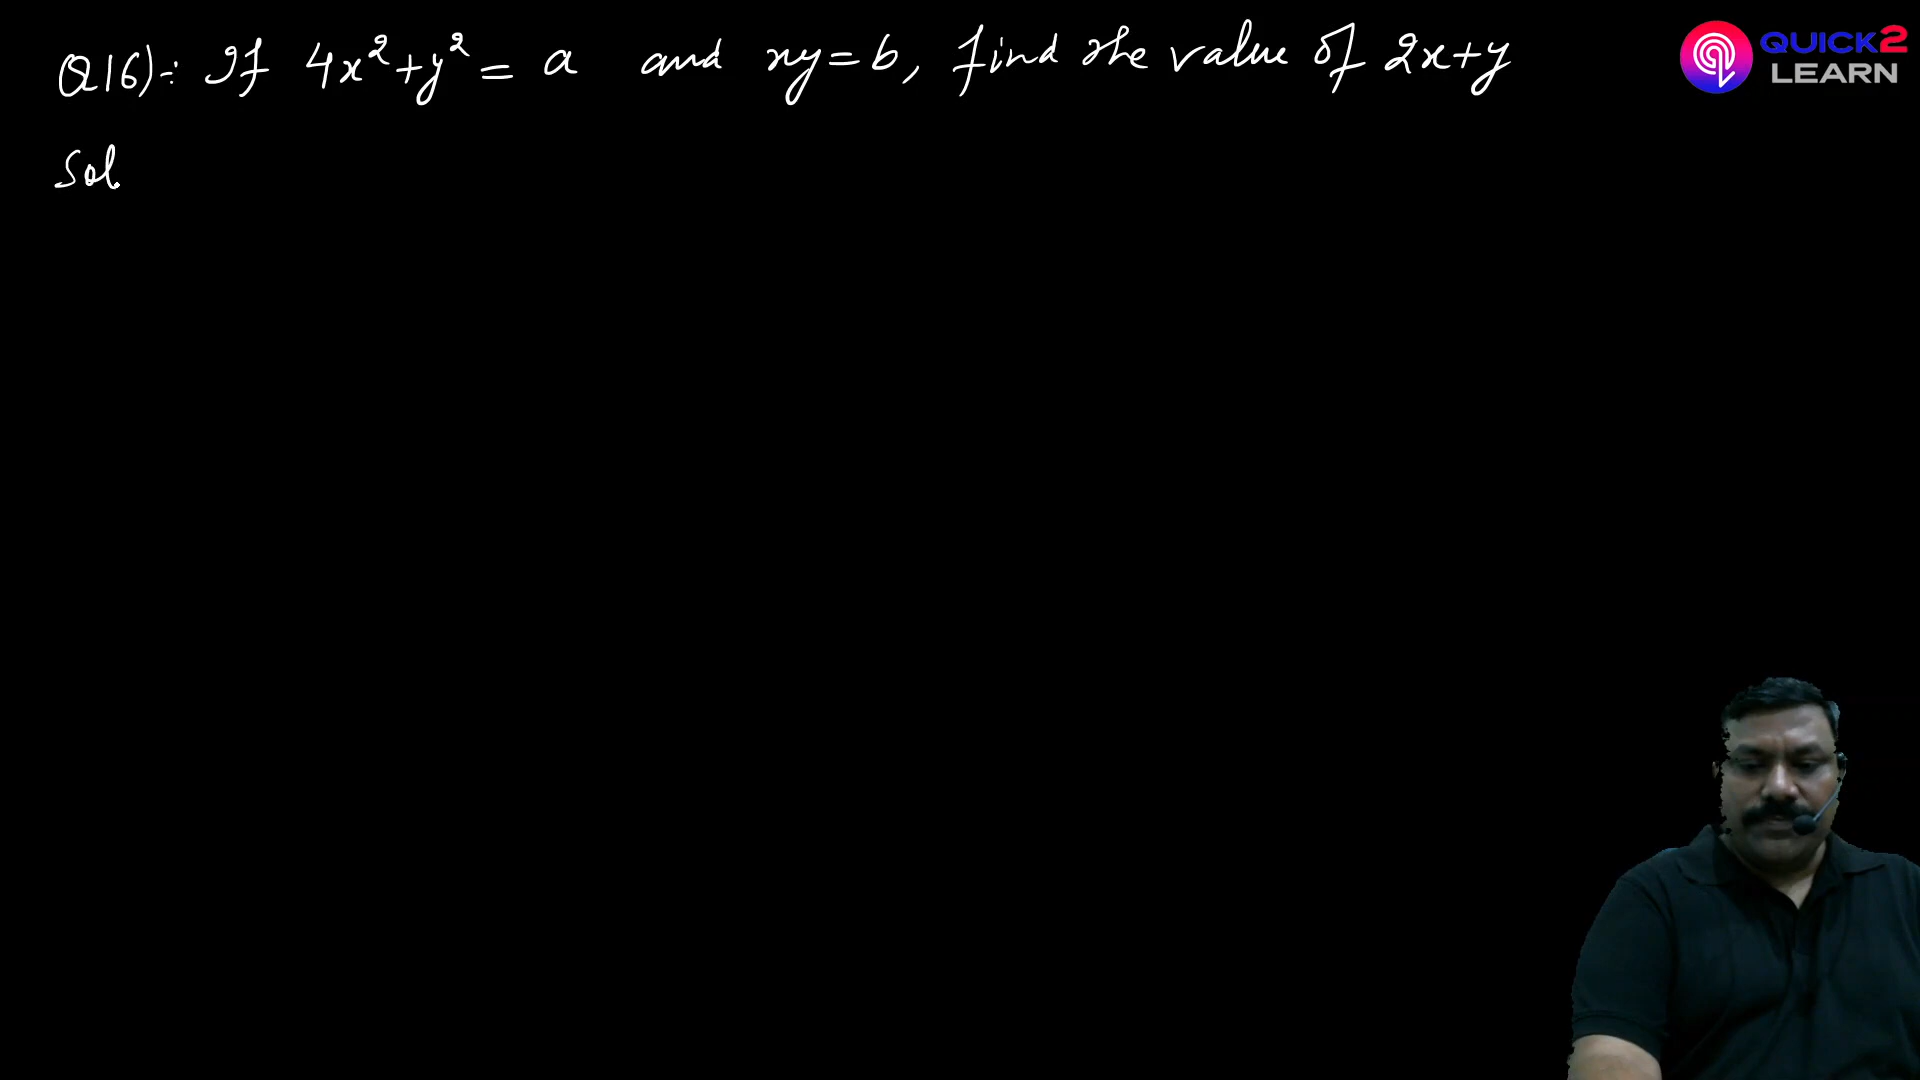 Q16):- If 4x²+y² = a and xy=b, find the value of 2x+y
QUICK2
LEARN
Sol